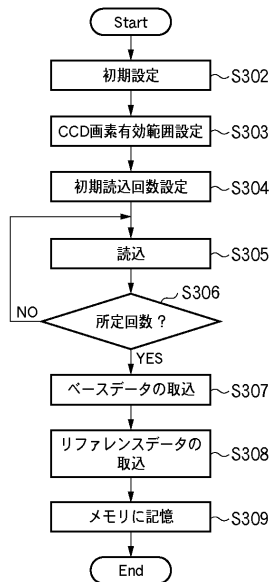 Start
初期設定
S302
CCD画素有効範囲設定
S303
初期読込回数設定
S304
読込
S305
S306
所定回数?
NO
YES
ベースデータの取込
S307
リファレンスデータの
取込
S308
メモリに記憶
S309
End